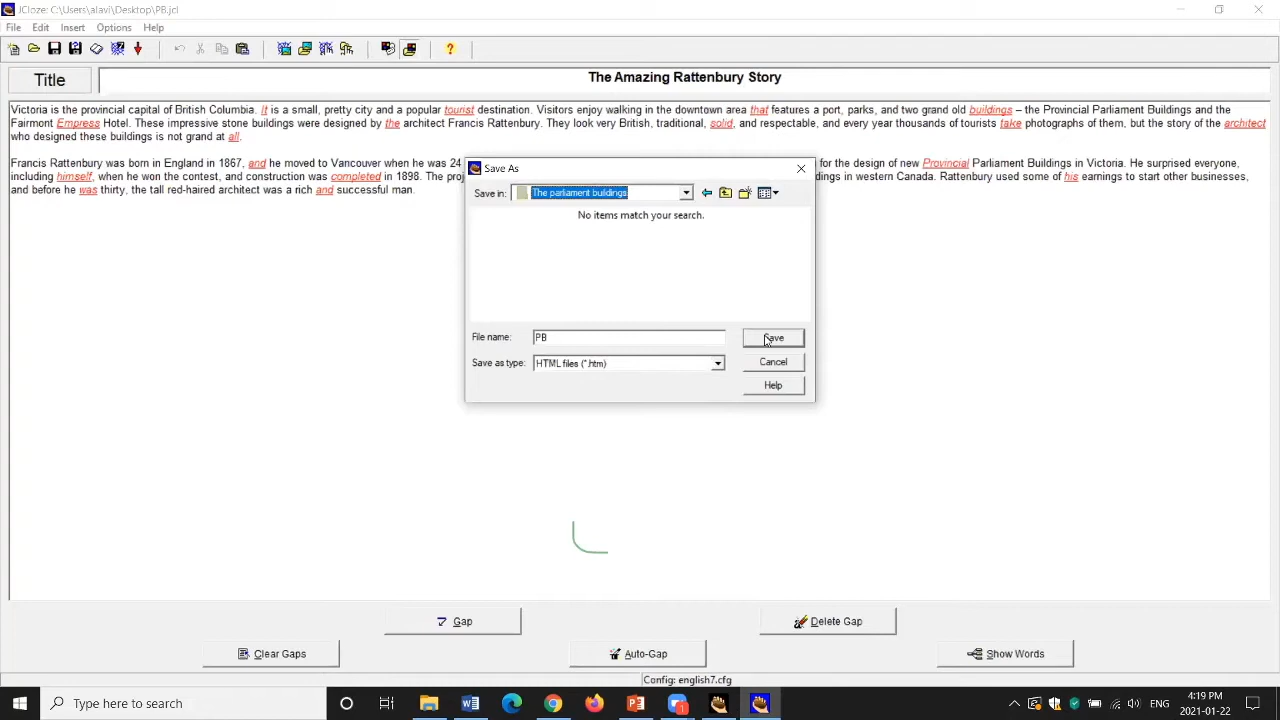 JCloze: C:\Users\alavi\Desktop\PB.jcl
File Edit Insert Options Help
Title
The Amazing Rattenbury Story
Victoria is the provincial capital of British Columbia. It is a small, pretty city and a popular tourist destination. Visitors enjoy walking in the downtown area that features a port, parks, and two grand old buildings – the Provincial Parliament Buildings and the
Fairmont Empress Hotel. These impressive stone buildings were designed by the architect Francis Rattenbury. They look very British, traditional, solid, and respectable, and every year thousands of tourists take photographs of them, but the story of the architect
who designed these buildings is not grand at all.
Francis Rattenbury was born in England in 1867, and he moved to Vancouver when he was 24 for the design of new Provincial Parliament Buildings in Victoria. He surprised everyone,
including himself, when he won the contest, and construction was completed in 1898. The proj dings in western Canada. Rattenbury used some of his earnings to start other businesses,
and before he was thirty, the tall red-haired architect was a rich and successful man.
Save As
Save in: The parliament buildings
No items match your search.
File name: PB Save
Save as type: HTML files (*.htm) Cancel
Help
Gap Delete Gap
Clear Gaps Auto-Gap Show Words
Config: english7.cfg
Type here to search
ENG
4:19 PM
2021-01-22